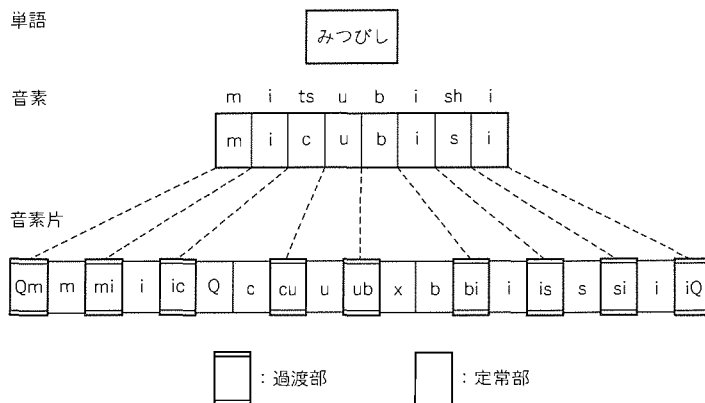 単語
みつびし
音素
m i ts u b i sh i
m i c u b i s i
音素片
Qm m mi i ic Q c cu u ub x b bi i is s si i iQ
：過渡部
：定常部